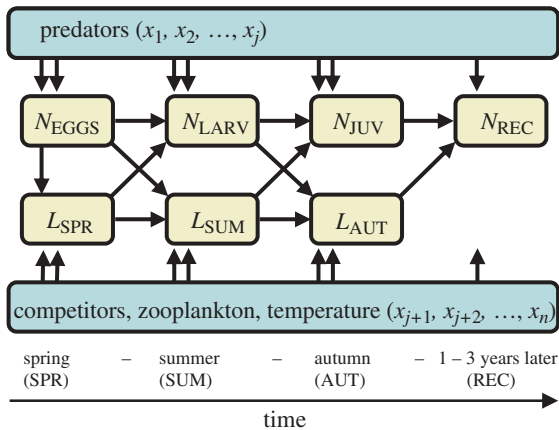 predators (x1, x2, …, xj)
NEGGS NLARV NJUV NREC
LSPR LSUM LAUT
competitors, zooplankton, temperature (xj+1, xj+2, …, xn)
spring – summer – autumn – 1 – 3 years later
(SPR) (SUM) (AUT) (REC)
time